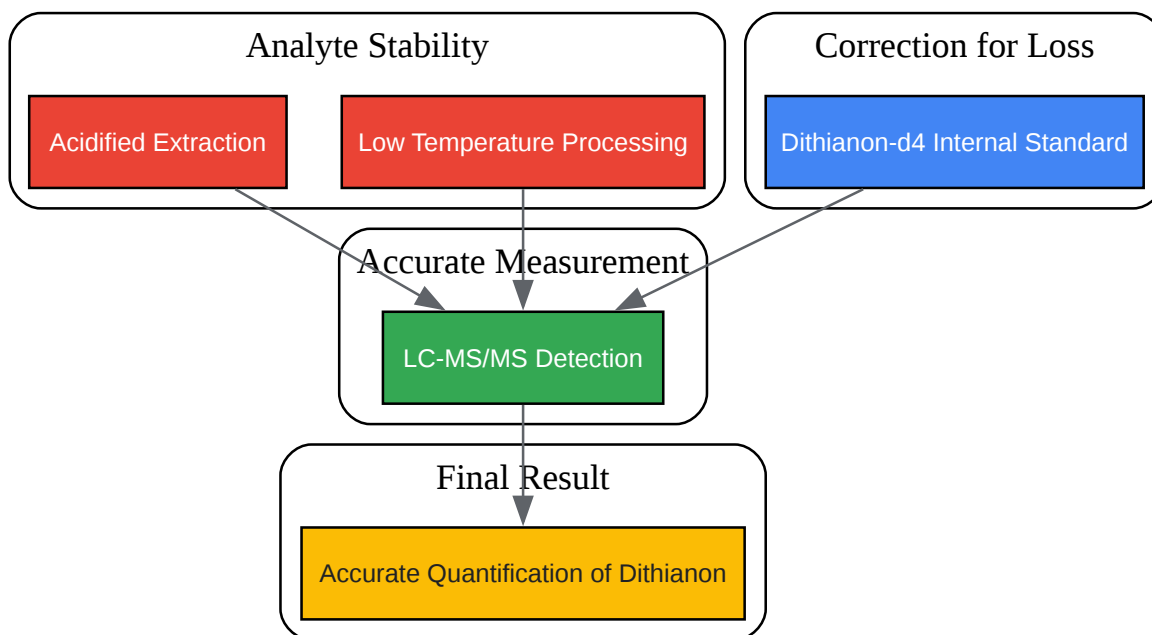 Analyte Stability
Correction for Loss
Acidified Extraction
Low Temperature Processing
Dithianon-d4 Internal Standard
Accurate Measurement
LC-MS/MS Detection
Final Result
Accurate Quantification of Dithianon